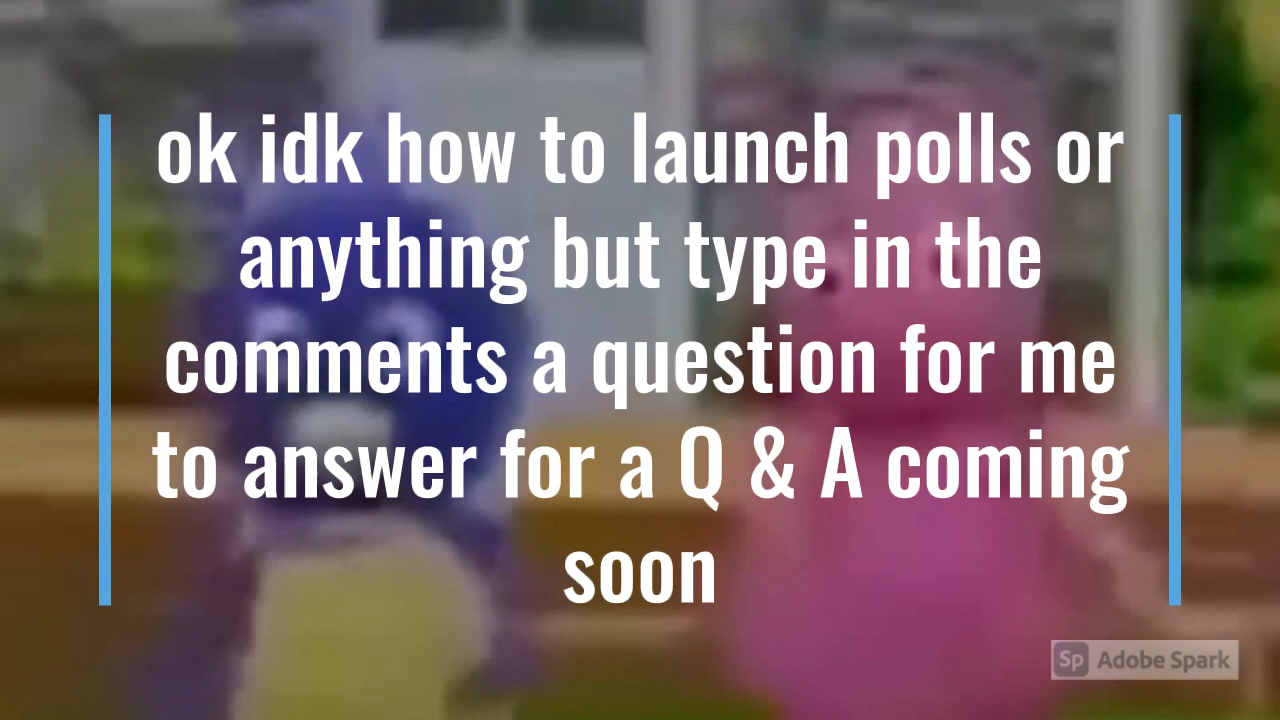 ok idk how to launch polls or
anything but type in the
comments a question for me
to answer for a Q & A coming
soon
Sp Adobe Spark